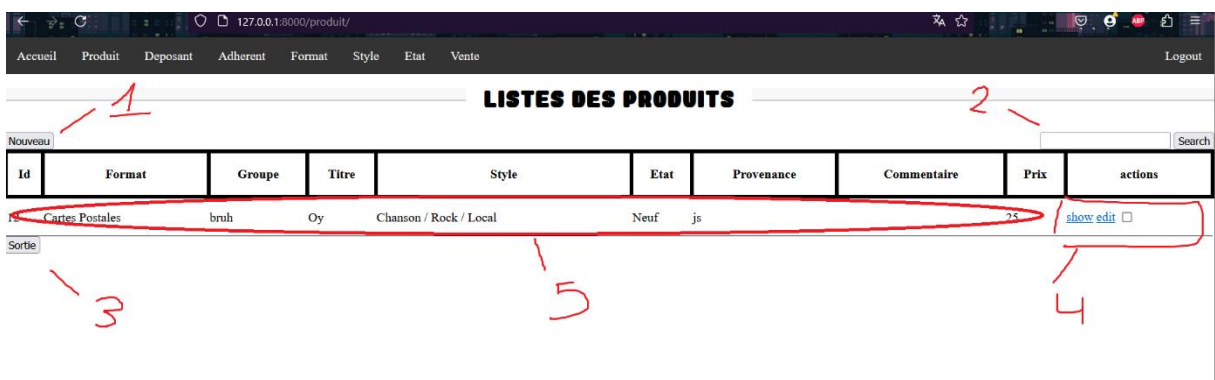 127.0.0.1:8000/produit/
ABP
Accueil Produit Deposant Adherent Format Style Etat Vente Logout
LISTES DES PRODUITS
1 2
Nouveau Search
Id Format Groupe Titre Style Etat Provenance Commentaire Prix actions
12 Cartes Postales bruh Oy Chanson / Rock / Local Neuf js 25 show edit
Sortie
3 5 4